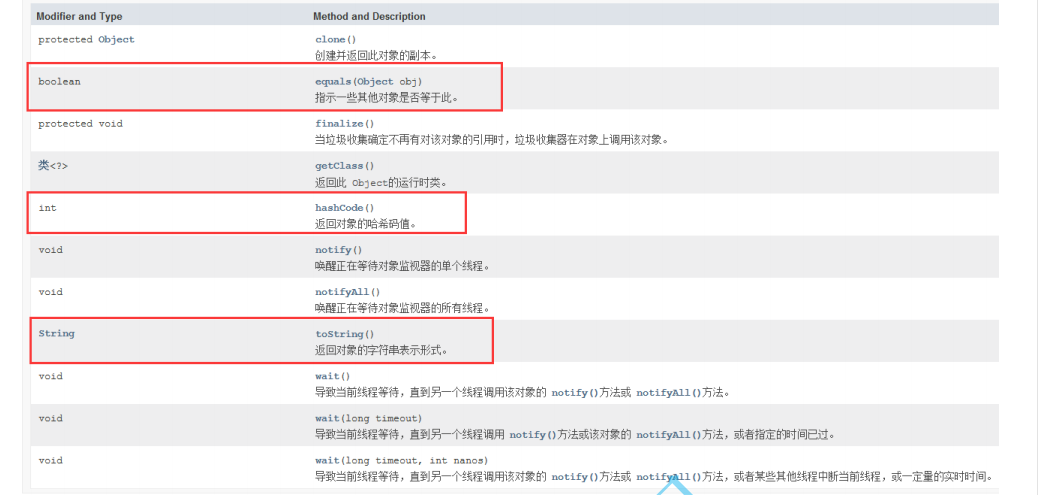 Modifier and Type Method and Description
protected Object clone()
创建并返回此对象的副本。
boolean equals(Object obj)
指示一些其他对象是否等于此。
protected void finalize()
当垃圾收集确定不再有对该对象的引用时，垃圾收集器在对象上调用该对象。
类<?> getClass()
返回此 Object的运行时类。
int hashCode()
返回对象的哈希码值。
void notify()
唤醒正在等待对象监视器的单个线程。
void notifyAll()
唤醒正在等待对象监视器的所有线程。
String toString()
返回对象的字符串表示形式。
void wait()
导致当前线程等待，直到另一个线程调用该对象的 notify()方法或 notifyAll()方法。
void wait(long timeout)
导致当前线程等待，直到另一个线程调用 notify()方法或该对象的 notifyAll()方法，或者指定的时间已过。
void wait(long timeout, int nanos)
导致当前线程等待，直到另一个线程调用该对象的 notify()方法或 notifyAll()方法，或者某些其他线程中断当前线程，或一定量的实时时间。